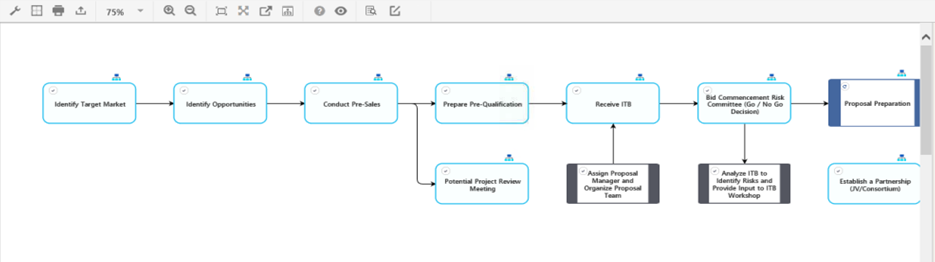 75%
Identify Target Market
Identify Opportunities
Conduct Pre-Sales
Prepare Pre-Qualification
Receive ITB
Bid Commencement Risk
Committee (Go / No Go
Decision)
Proposal Preparation
Potential Project Review
Meeting
Assign Proposal
Manager and
Organize Proposal
Team
Analyze ITB to
Identify Risks and
Provide Input to ITB
Workshop
Establish a Partnership
(JV/Consortium)